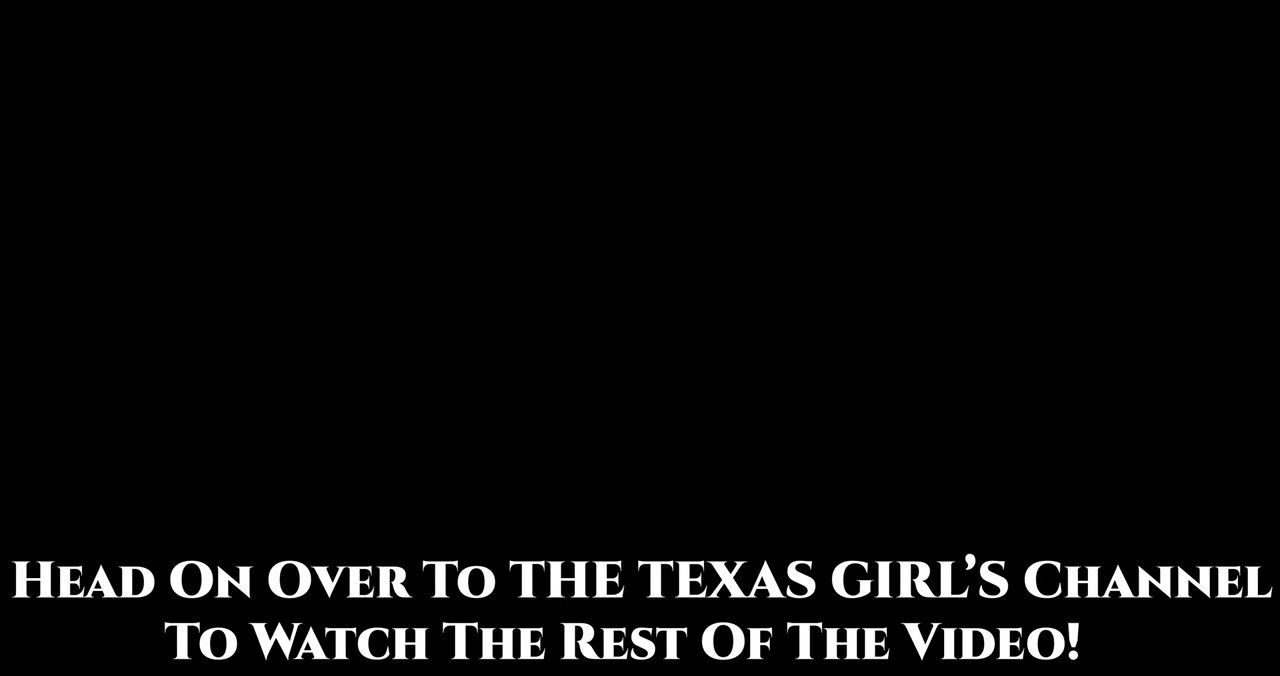 Head On Over To THE TEXAS GIRL’S Channel
To Watch The Rest Of The Video!